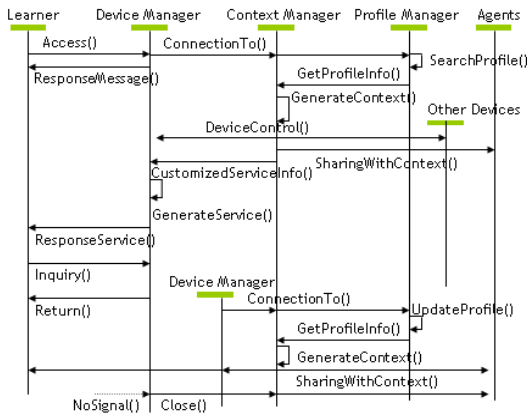 Learner Device Manager Context Manager Profile Manager Agents
Access() ConnectionTo()
SearchProfile()
ResponseMessage() GetProfileInfo()
GenerateContext()
Other Devices
DeviceControl()
SharingWithContext()
CustomizedServiceInfo()
GenerateService()
ResponseService()
Inquiry()
Device Manager
ConnectionTo()
Return() UpdateProfile()
GetProfileInfo()
GenerateContext()
SharingWithContext()
NoSignal() Close()